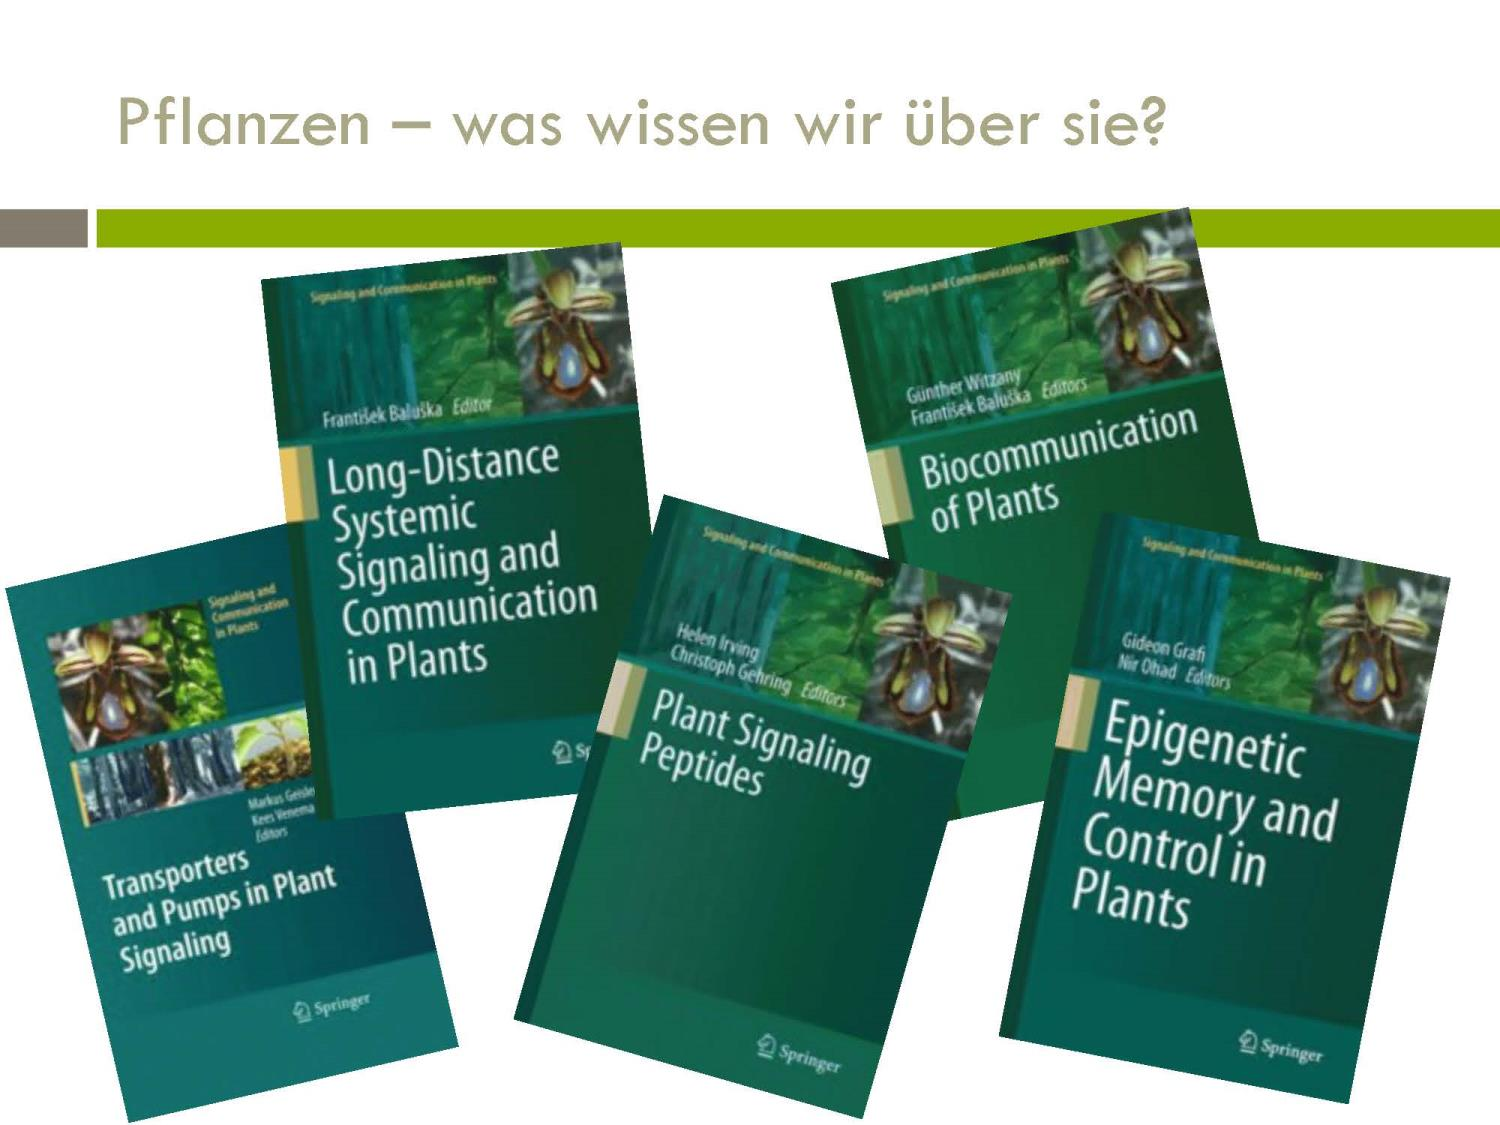 Pflanzen – was wissen wir über sie?
Signaling and Communication in Plants
František Baluška Editor
Long-Distance
Systemic
Signaling and
Communication
in Plants
Signaling and Communication in Plants
Günther Witzany
František Baluška Editors
Biocommunication
of Plants
Signaling and
Communication
in Plants
Markus
Kees Venema
Editors
Transporters
and Pumps in Plant
Signaling
Springer
Signaling and Communication in Plants
Helen Irving
Christoph Gehring Editors
Plant Signaling
Peptides
Springer
Signaling and Communication in Plants
Gideon Grafi
Nir Ohad Editors
Epigenetic
Memory and
Control in
Plants
Springer